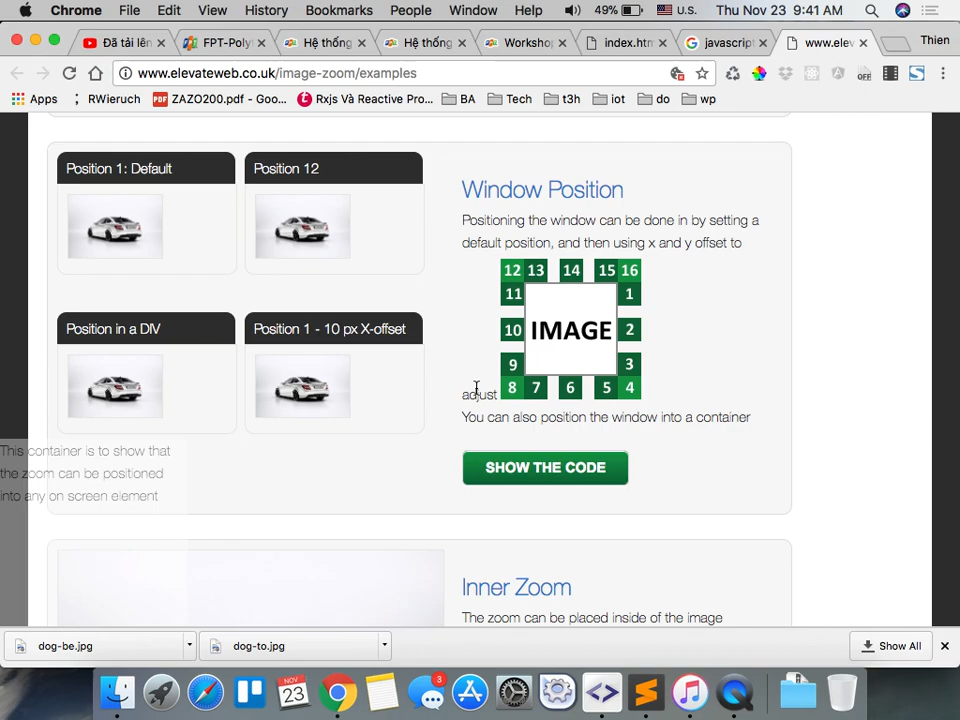 Chrome File Edit View History Bookmarks People Window Help 49% U.S. Thu Nov 23 9:41 AM
Đã tải lên FPT-Poly Hệ thống Hệ thống Workshop index.htm javascript www.elev Thien
www.elevateweb.co.uk/image-zoom/examples
Apps RWieruch ZAZO200.pdf - Goo... Rxjs Và Reactive Pro... BA Tech t3h iot do wp
OFF
Position 1: Default
Position 12
Window Position
Positioning the window can be done in by setting a
default position, and then using x and y offset to
12 13 14 15 16
11 1
10 IMAGE 2
9 3
adjust 8 7 6 5 4
You can also position the window into a container
SHOW THE CODE
Position in a DIV
Position 1 - 10 px X-offset
This container is to show that
the zoom can be positioned
into any on screen element
Inner Zoom
The zoom can be placed inside of the image
dog-be.jpg
dog-to.jpg
Show All
NOV
23
3